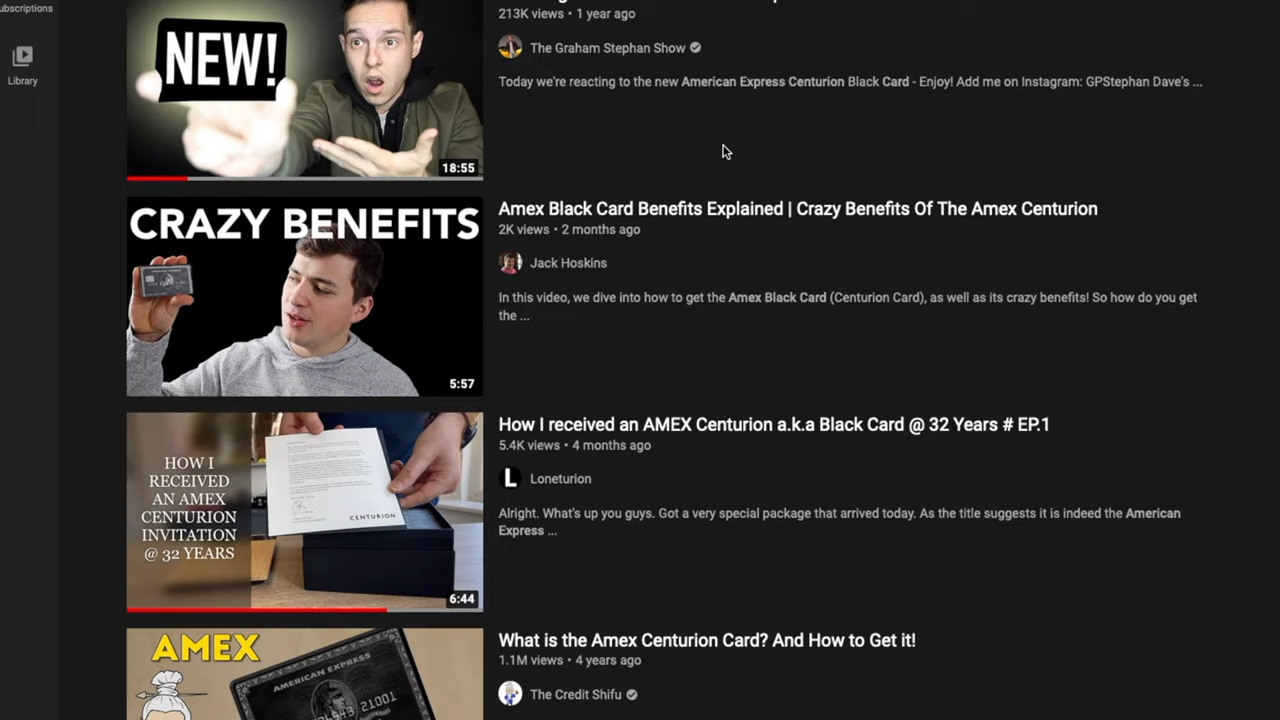 ubscriptions
Library
213K views • 1 year ago
NEW!
The Graham Stephan Show
Today we're reacting to the new American Express Centurion Black Card - Enjoy! Add me on Instagram: GPStephan Dave's ...
18:55
CRAZY BENEFITS
5:57
Amex Black Card Benefits Explained | Crazy Benefits Of The Amex Centurion
2K views • 2 months ago
Jack Hoskins
In this video, we dive into how to get the Amex Black Card (Centurion Card), as well as its crazy benefits! So how do you get
the ...
HOW I
RECEIVED
AN AMEX
CENTURION
INVITATION
@ 32 YEARS
CENTURION
6:44
How I received an AMEX Centurion a.k.a Black Card @ 32 Years # EP.1
5.4K views • 4 months ago
L
Loneturion
Alright. What's up you guys. Got a very special package that arrived today. As the title suggests it is indeed the American
Express ...
AMEX
AMERICAN EXPRESS
21001
What is the Amex Centurion Card? And How to Get it!
1.1M views • 4 years ago
The Credit Shifu